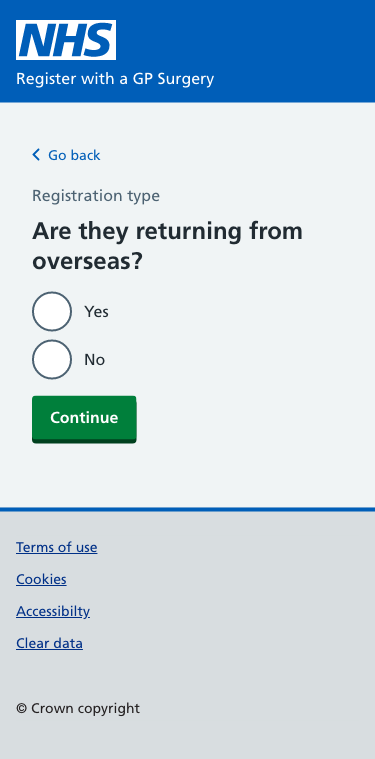 NHS
Register with a GP Surgery
Go back
Registration type
Are they returning from
overseas?
Yes
No
Continue
Terms of use
Cookies
Accessibilty
Clear data
© Crown copyright